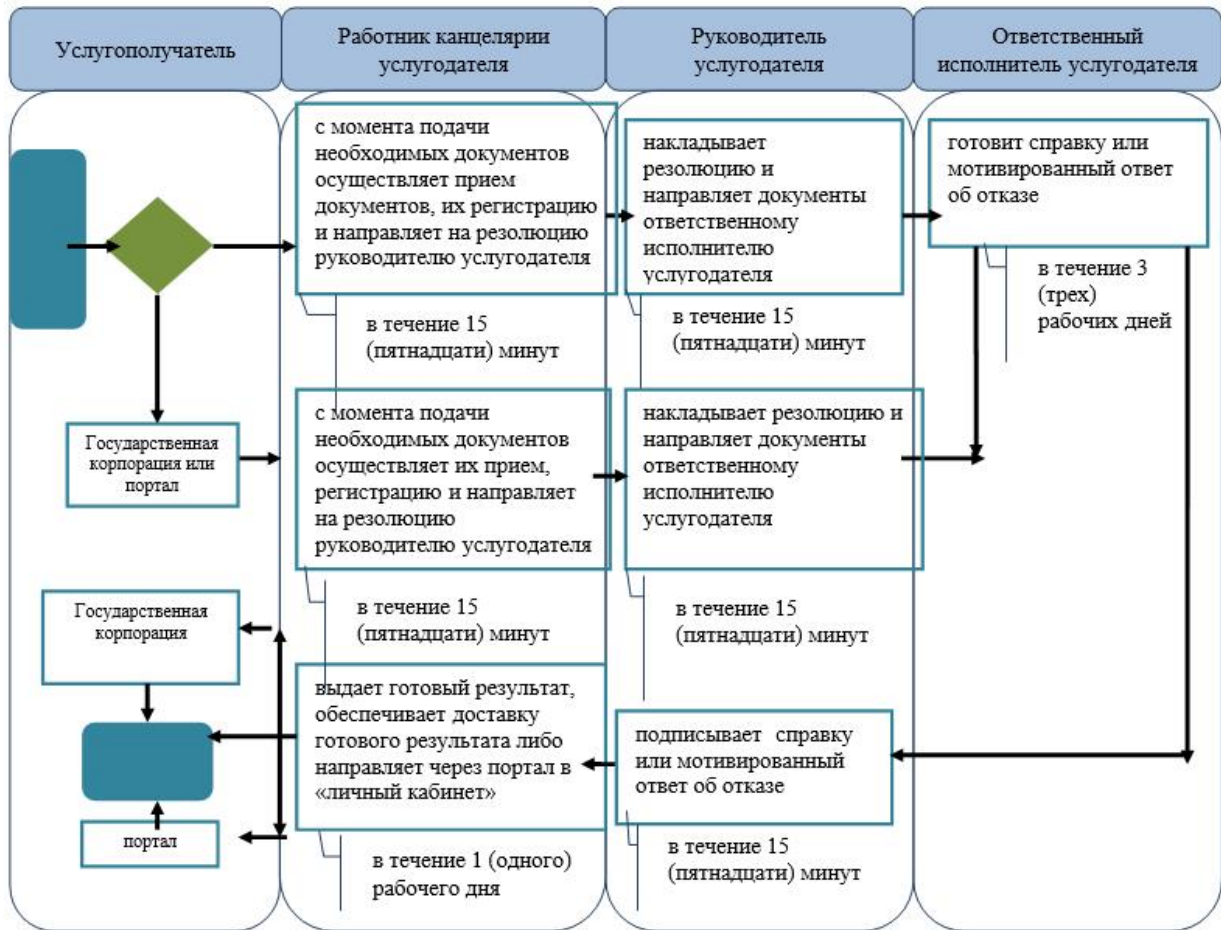 Услугополучатель
Работник канцелярии
услугодателя
Руководитель
услугодателя
Ответственный
исполнитель услугодателя
с момента подачи
необходимых документов
осуществляет прием
документов, их регистрацию
и направляет на резолюцию
руководителю услугодателя
в течение 15
(пятнадцати) минут
накладывает
резолюцию и
направляет документы
ответственному
исполнителю
услугодателя
в течение 15
(пятнадцати) минут
готовит справку или
мотивированный ответ
об отказе
в течение 3
(трех)
рабочих дней
Государственная
корпорация или
портал
с момента подачи
необходимых документов
осуществляет их прием,
регистрацию и направляет
на резолюцию
руководителю услугодателя
в течение 15
(пятнадцати) минут
накладывает резолюцию и
направляет документы
ответственному
исполнителю
услугодателя
в течение 15
(пятнадцати) минут
Государственная
корпорация
выдает готовый результат,
обеспечивает доставку
готового результата либо
направляет через портал в
«личный кабинет»
в течение 1 (одного)
рабочего дня
подписывает справку
или мотивированный
ответ об отказе
в течение 15
(пятнадцати) минут
портал